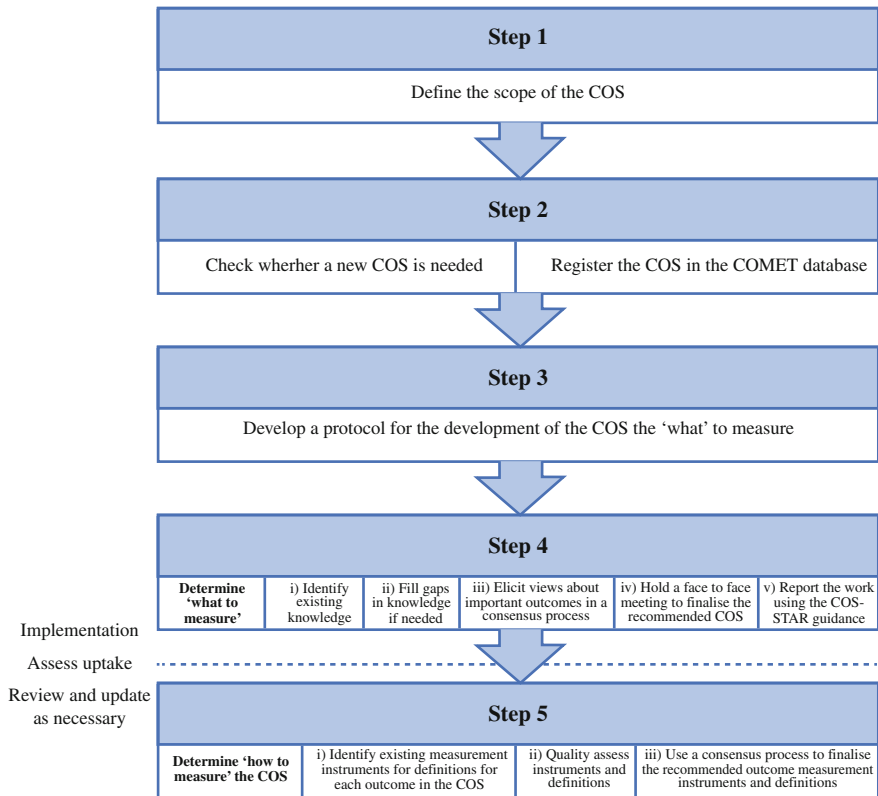 Step 1
Define the scope of the COS
Step 2
Check wherher a new COS is needed
Register the COS in the COMET database
Step 3
Develop a protocol for the development of the COS the ‘what’ to measure
Step 4
Determine
‘what to
measure’
i) Identify
existing
knowledge
ii) Fill gaps
in knowledge
if needed
iii) Elicit views about
important outcomes in a
consensus process
iv) Hold a face to face
meeting to finalise the
recommended COS
v) Report the work
using the COS-
STAR guidance
Implementation
Assess uptake
Review and update
as necessary
Step 5
Determine ‘how to
measure’ the COS
i) Identify existing measurement
instruments for definitions for
each outcome in the COS
ii) Quality assess
instruments and
definitions
iii) Use a consensus process to finalise
the recommended outcome measurement
instruments and definitions